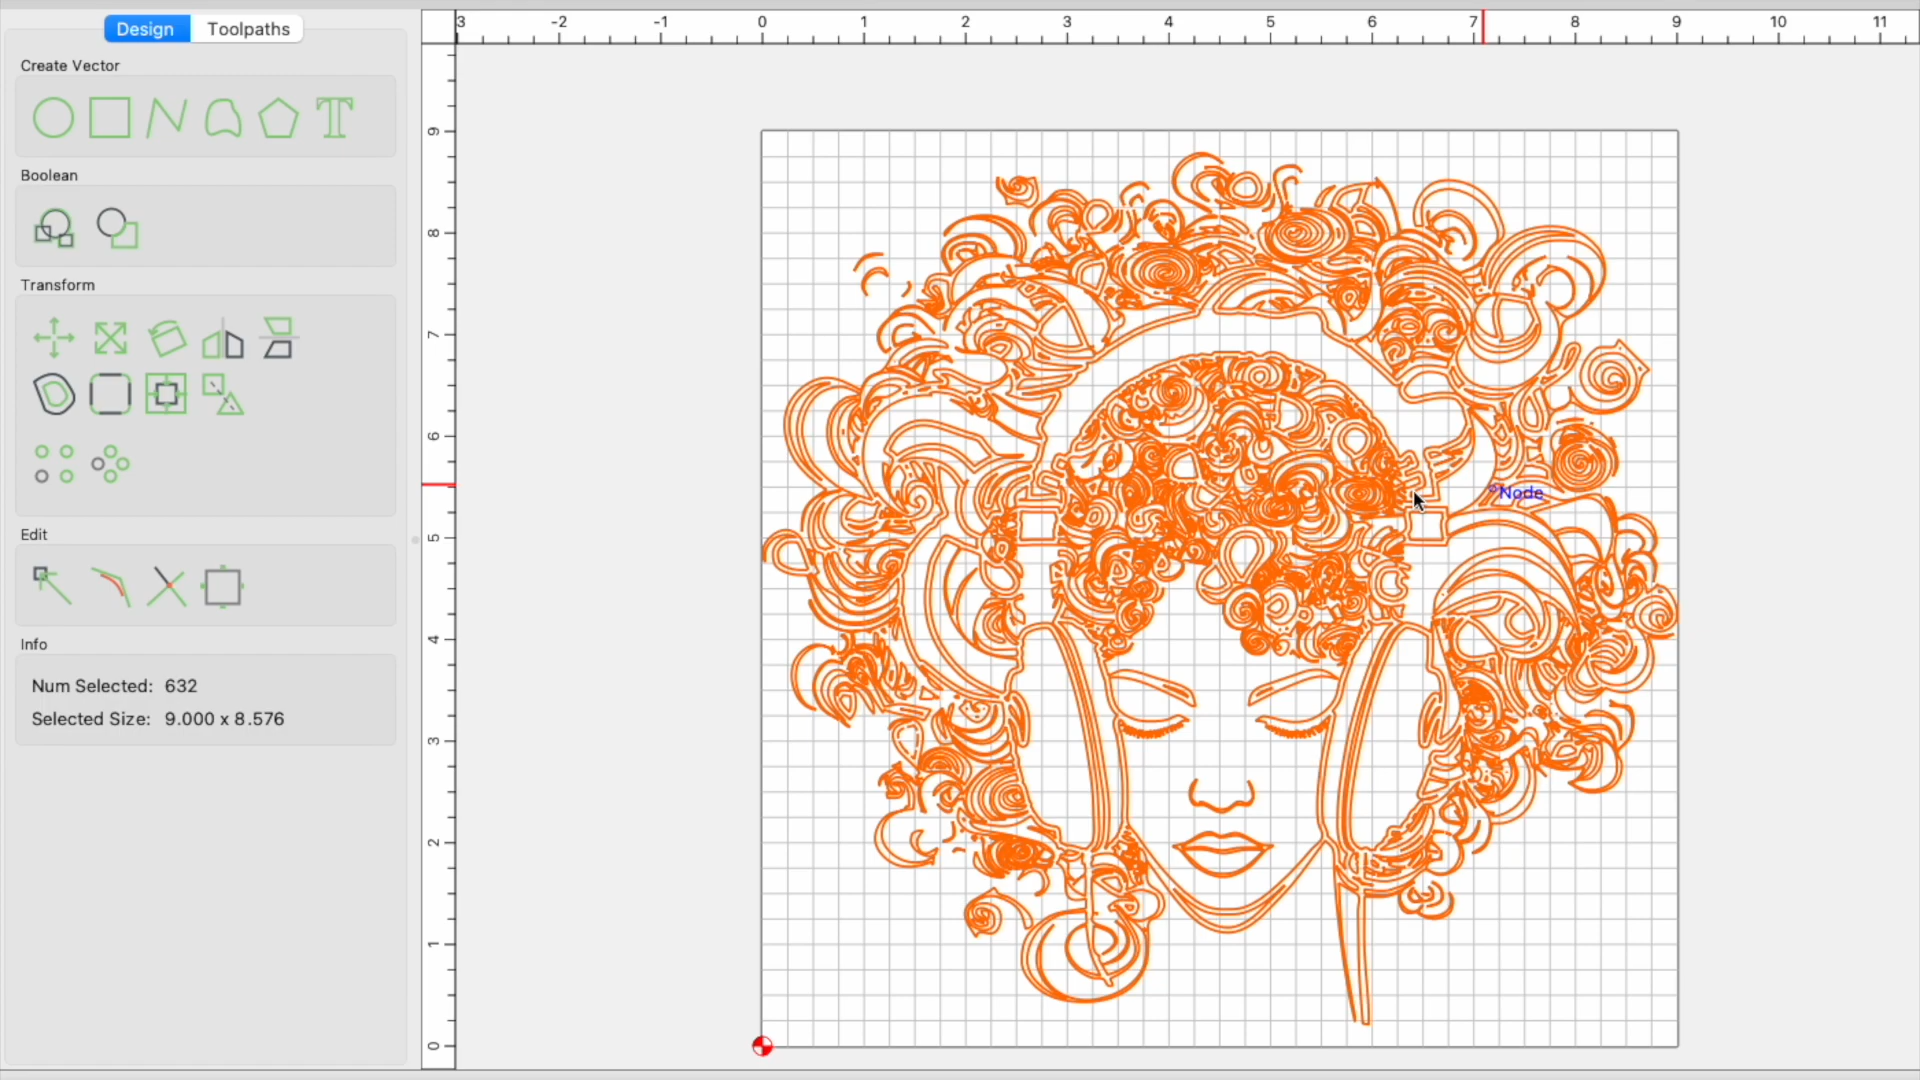 Design Toolpaths
3 -2 -1 0 1 2 3 4 5 6 7 8 9 10 11
Create Vector
T
Boolean
Transform
Edit
Info
Num Selected: 632
Selected Size: 9.000 x 8.576
9
8
7
6
5
4
3
2
1
0
Node